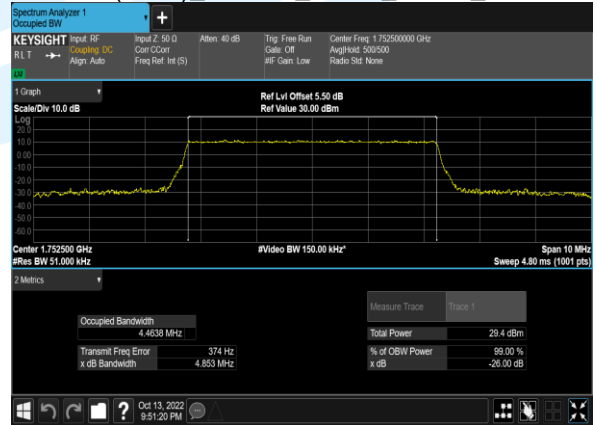 Spectrum Analyzer 1
Occupied BW
KEYSIGHT Input: RF Input Z: 50 Ω Atten: 40 dB Trig: Free Run Center Freq: 1.752500000 GHz
RLT Coupling: DC Corr CCorr Gate: Off Avg|Hold: 500/500
Align: Auto Freq Ref: Int (S) #IF Gain: Low Radio Std: None
1 Graph
Ref Lvl Offset 5.50 dB
Scale/Div 10.0 dB Ref Value 30.00 dBm
Log
20.0
10.0
0.00
-10.0
-20.0
-30.0
-40.0
-50.0
-60.0
Center 1.752500 GHz #Video BW 150.00 kHz* Span 10 MHz
#Res BW 51.000 kHz Sweep 4.80 ms (1001 pts)
2 Metrics
Measure Trace Trace 1
Occupied Bandwidth
4.4638 MHz
Total Power 29.4 dBm
Transmit Freq Error 374 Hz % of OBW Power 99.00 %
x dB Bandwidth 4.853 MHz x dB -26.00 dB
Oct 13, 2022
9:51:20 PM